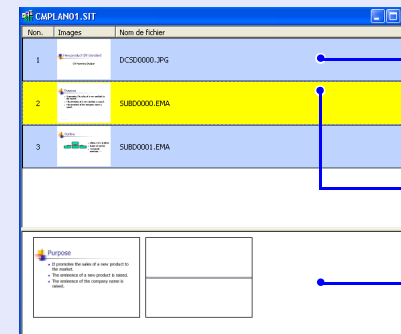 CMPLAN01.SIT
Non. Images Nom de fichier
1 DCSD0000.JPG
Purpose
2 SUBD0000.EMA
3 SUBD0001.EMA
Purpose
It promotes the sales of a new product to
the market.
The existence of a new product is raised.
The existence of the company name is
raised.